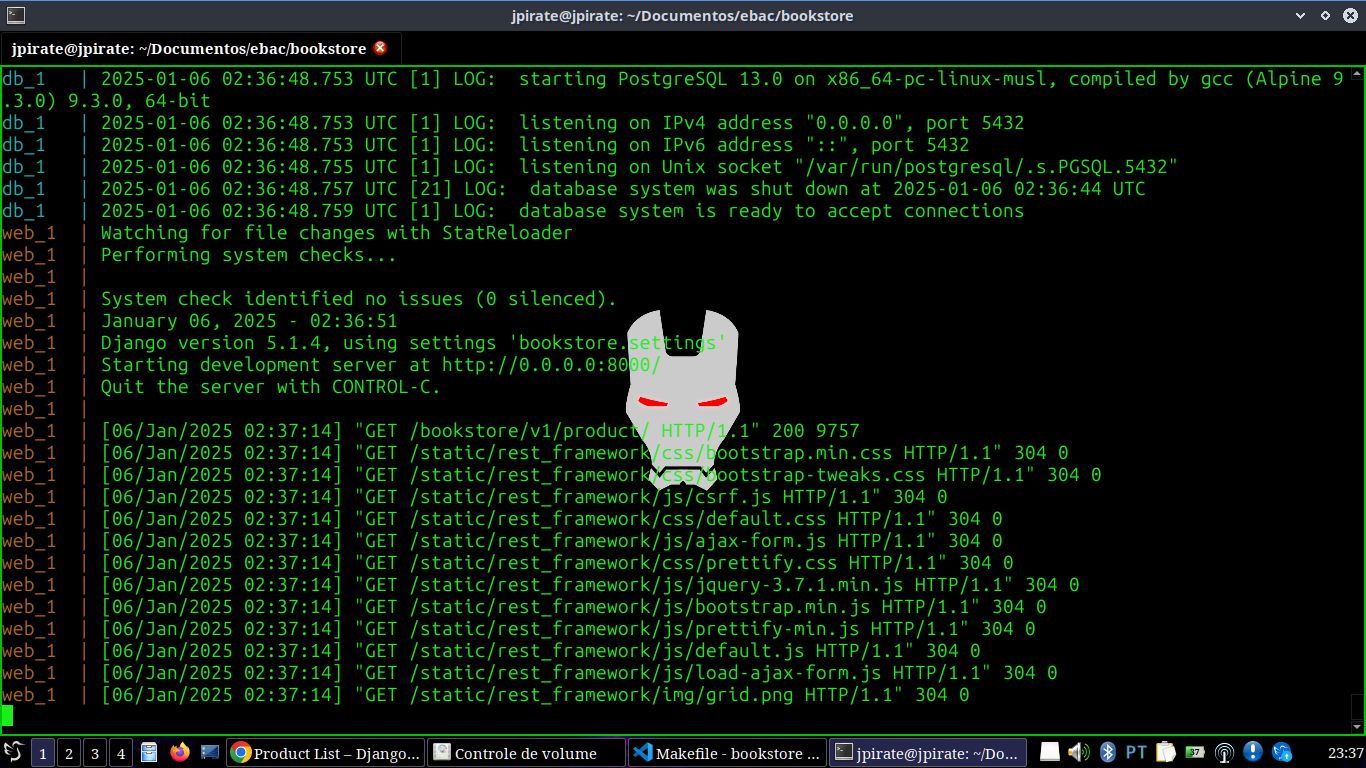 jpirate@jpirate: ~/Documentos/ebac/bookstore
jpirate@jpirate: ~/Documentos/ebac/bookstore
db_1   | 2025-01-06 02:36:48.753 UTC [1] LOG:  starting PostgreSQL 13.0 on x86_64-pc-linux-musl, compiled by gcc (Alpine 9
.3.0) 9.3.0, 64-bit
db_1   | 2025-01-06 02:36:48.753 UTC [1] LOG:  listening on IPv4 address "0.0.0.0", port 5432
db_1   | 2025-01-06 02:36:48.753 UTC [1] LOG:  listening on IPv6 address "::", port 5432
db_1   | 2025-01-06 02:36:48.755 UTC [1] LOG:  listening on Unix socket "/var/run/postgresql/.s.PGSQL.5432"
db_1   | 2025-01-06 02:36:48.757 UTC [21] LOG:  database system was shut down at 2025-01-06 02:36:44 UTC
db_1   | 2025-01-06 02:36:48.759 UTC [1] LOG:  database system is ready to accept connections
web_1  | Watching for file changes with StatReloader
web_1  | Performing system checks...
web_1  |
web_1  | System check identified no issues (0 silenced).
web_1  | January 06, 2025 - 02:36:51
web_1  | Django version 5.1.4, using settings 'bookstore.settings'
web_1  | Starting development server at http://0.0.0.0:8000/
web_1  | Quit the server with CONTROL-C.
web_1  |
web_1  | [06/Jan/2025 02:37:14] "GET /bookstore/v1/product/ HTTP/1.1" 200 9757
web_1  | [06/Jan/2025 02:37:14] "GET /static/rest_framework/css/bootstrap.min.css HTTP/1.1" 304 0
web_1  | [06/Jan/2025 02:37:14] "GET /static/rest_framework/css/bootstrap-tweaks.css HTTP/1.1" 304 0
web_1  | [06/Jan/2025 02:37:14] "GET /static/rest_framework/js/csrf.js HTTP/1.1" 304 0
web_1  | [06/Jan/2025 02:37:14] "GET /static/rest_framework/css/default.css HTTP/1.1" 304 0
web_1  | [06/Jan/2025 02:37:14] "GET /static/rest_framework/js/ajax-form.js HTTP/1.1" 304 0
web_1  | [06/Jan/2025 02:37:14] "GET /static/rest_framework/css/prettify.css HTTP/1.1" 304 0
web_1  | [06/Jan/2025 02:37:14] "GET /static/rest_framework/js/jquery-3.7.1.min.js HTTP/1.1" 304 0
web_1  | [06/Jan/2025 02:37:14] "GET /static/rest_framework/js/bootstrap.min.js HTTP/1.1" 304 0
web_1  | [06/Jan/2025 02:37:14] "GET /static/rest_framework/js/prettify-min.js HTTP/1.1" 304 0
web_1  | [06/Jan/2025 02:37:14] "GET /static/rest_framework/js/default.js HTTP/1.1" 304 0
web_1  | [06/Jan/2025 02:37:14] "GET /static/rest_framework/js/load-ajax-form.js HTTP/1.1" 304 0
web_1  | [06/Jan/2025 02:37:14] "GET /static/rest_framework/img/grid.png HTTP/1.1" 304 0
1 2 3 4 Product List – Django... Controle de volume Makefile - bookstore ... jpirate@jpirate: ~/Do... PT 37 23:37